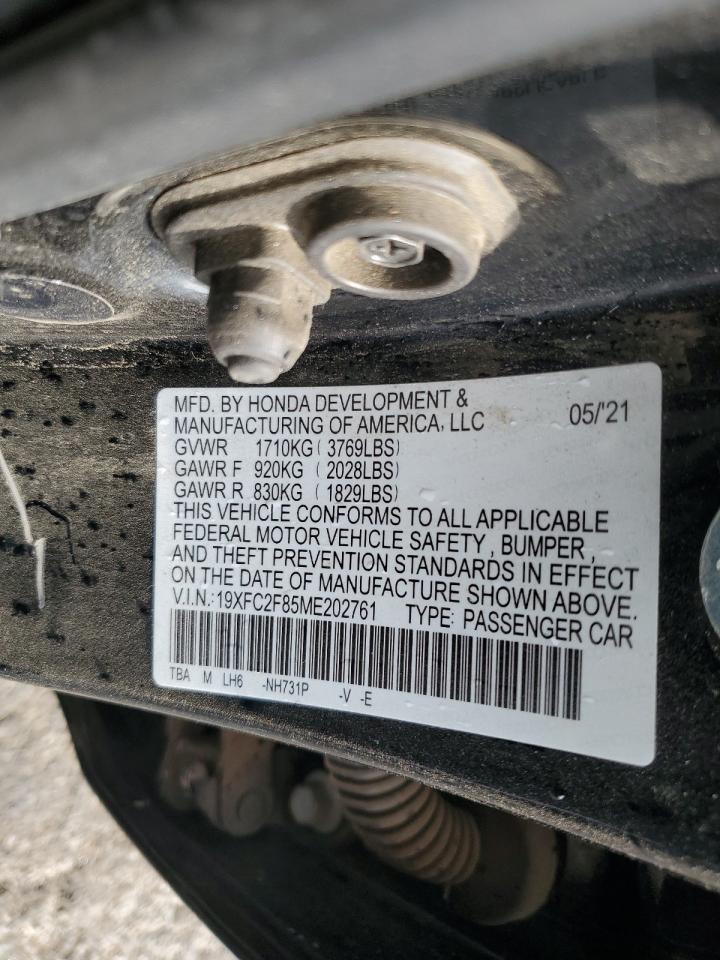 MFD. BY HONDA DEVELOPMENT &
MANUFACTURING OF AMERICA, LLC 05/'21
GVWR 1710KG ( 3769LBS)
GAWR F 920KG ( 2028LBS)
GAWR R 830KG ( 1829LBS)
THIS VEHICLE CONFORMS TO ALL APPLICABLE
FEDERAL MOTOR VEHICLE SAFETY , BUMPER ,
AND THEFT PREVENTION STANDARDS IN EFFECT
ON THE DATE OF MANUFACTURE SHOWN ABOVE.
V.I.N.: 19XFC2F85ME202761 TYPE: PASSENGER CAR
TBA M LH6 -NH731P -V -E